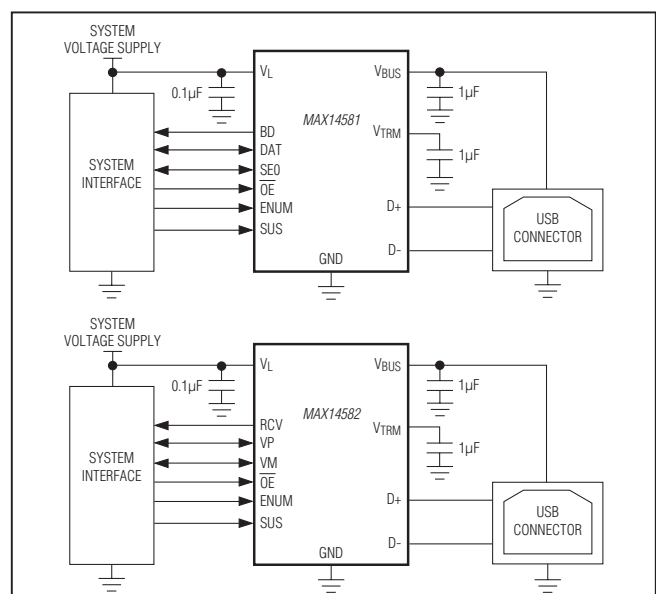 SYSTEM
VOLTAGE SUPPLY
VL
VBUS
0.1µF
1µF
MAX14581
BD
DAT
SE0
OE
ENUM
SUS
VTRM
1µF
SYSTEM
INTERFACE
D+
D-
USB
CONNECTOR
GND
SYSTEM
VOLTAGE SUPPLY
VL
VBUS
0.1µF
1µF
MAX14582
RCV
VP
VM
OE
ENUM
SUS
VTRM
1µF
SYSTEM
INTERFACE
D+
D-
USB
CONNECTOR
GND